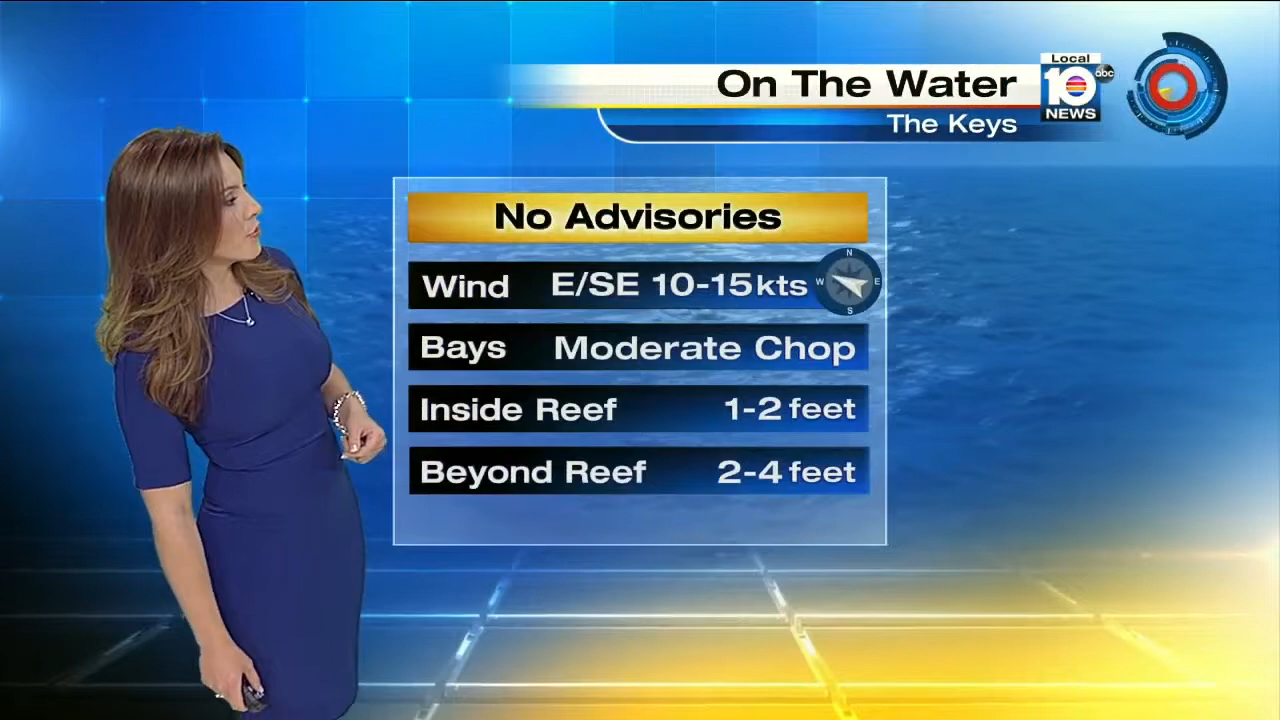 On The Water
The Keys
Local
10
abc
NEWS
No Advisories
Wind E/SE 10-15kts
N
W E
S
Bays Moderate Chop
Inside Reef 1-2 feet
Beyond Reef 2-4 feet